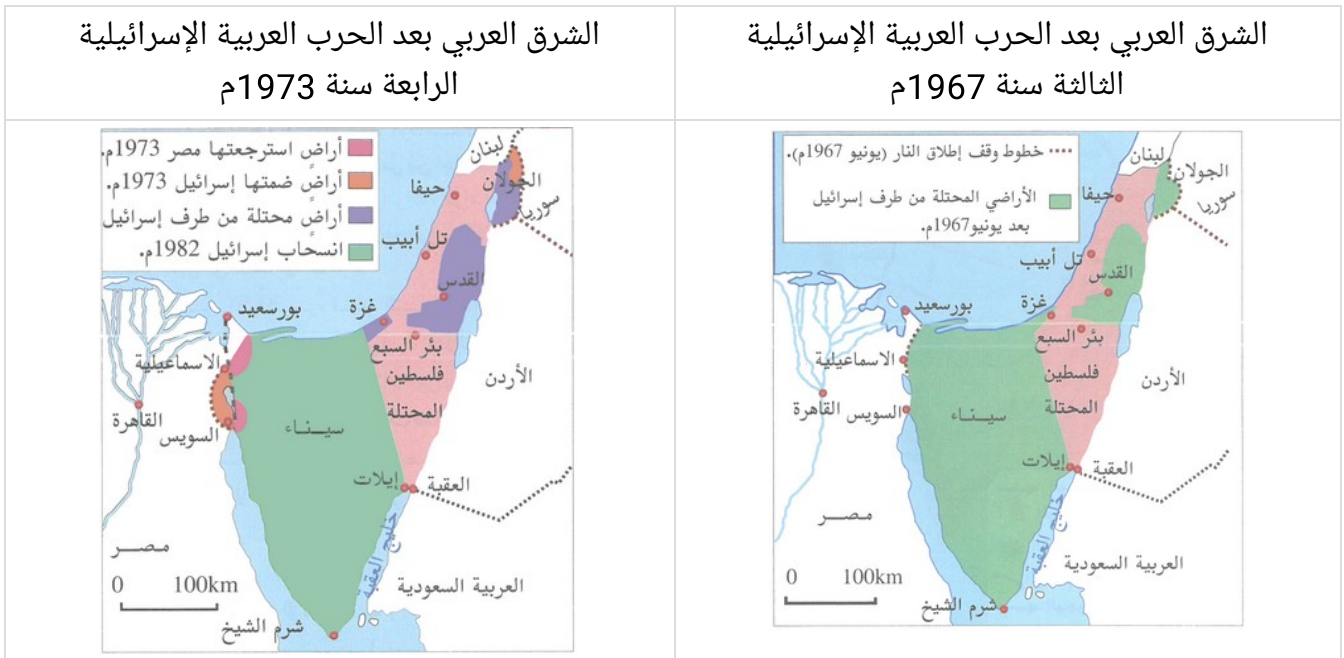 الشرق العربي بعد الحرب العربية الإسرائيلية
الثالثة سنة 1967م
الشرق العربي بعد الحرب العربية الإسرائيلية
الرابعة سنة 1973م
خطوط وقف إطلاق النار (يونيو 1967م).
الأراضي المحتلة من طرف إسرائيل
بعد يونيو1967م.
لبنان
الجولان
سوريا
حيفا
تل أبيب
القدس
غزة
بورسعيد
بئر السبع
الاسماعيلية
فلسطين
الأردن
المحتلة
سيـنـاء
القاهرة
السويس
إيلات
العقبة
خليج العقبة
مـصـــر
العربية السعودية
0 100km
شرم الشيخ
أراضٍ استرجعتها مصر 1973م.
أراضٍ ضمتها إسرائيل 1973م.
أراضٍ محتلة من طرف إسرائيل
انسحاب إسرائيل 1982م.
لبنان
الجولان
سوريا
حيفا
تل أبيب
القدس
غزة
بورسعيد
بئر السبع
الاسماعيلية
فلسطين
الأردن
المحتلة
سيـنـاء
القاهرة
السويس
إيلات
العقبة
خليج العقبة
مـصـــر
العربية السعودية
0 100km
شرم الشيخ